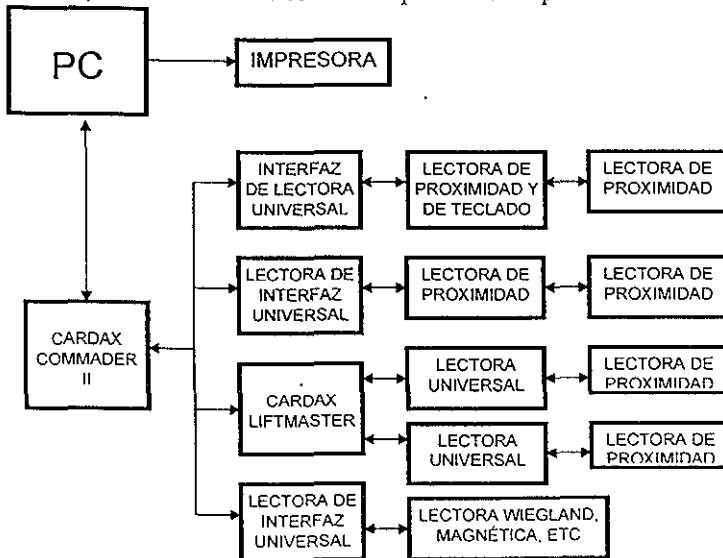 PC
IMPRESORA
INTERFAZ
DE LECTORA
UNIVERSAL
LECTORA DE
PROXIMIDAD Y
DE TECLADO
LECTORA DE
PROXIMIDAD
LECTORA DE
INTERFAZ
UNIVERSAL
LECTORA DE
PROXIMIDAD
LECTORA DE
PROXIMIDAD
CARDAX
COMMADER
II
CARDAX
LIFTMASTER
LECTORA
UNIVERSAL
LECTORA DE
PROXIMIDAD
LECTORA
UNIVERSAL
LECTORA DE
PROXIMIDAD
LECTORA DE
INTERFAZ
UNIVERSAL
LECTORA WIEGLAND,
MAGNÉTICA, ETC